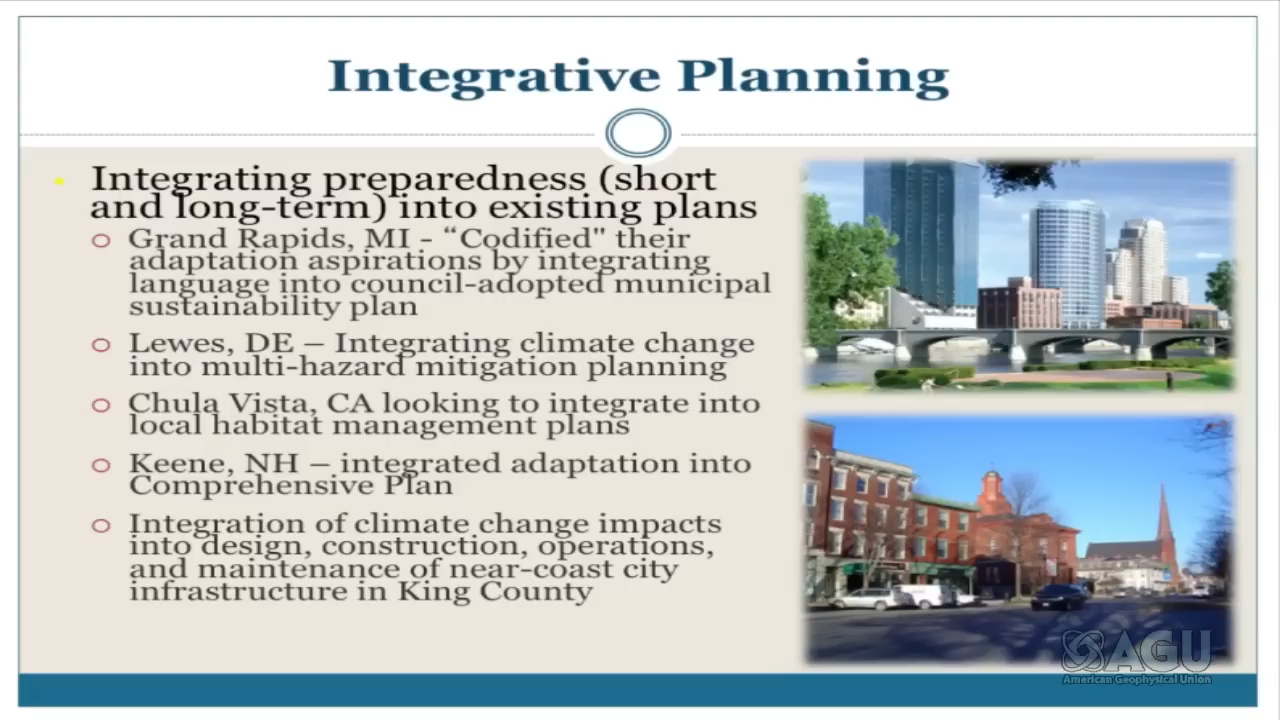 Integrative Planning
Integrating preparedness (short
and long-term) into existing plans
Grand Rapids, MI - “Codified" their
adaptation aspirations by integrating
language into council-adopted municipal
sustainability plan
Lewes, DE – Integrating climate change
into multi-hazard mitigation planning
Chula Vista, CA looking to integrate into
local habitat management plans
Keene, NH – integrated adaptation into
Comprehensive Plan
Integration of climate change impacts
into design, construction, operations,
and maintenance of near-coast city
infrastructure in King County
AGU
American Geophysical Union